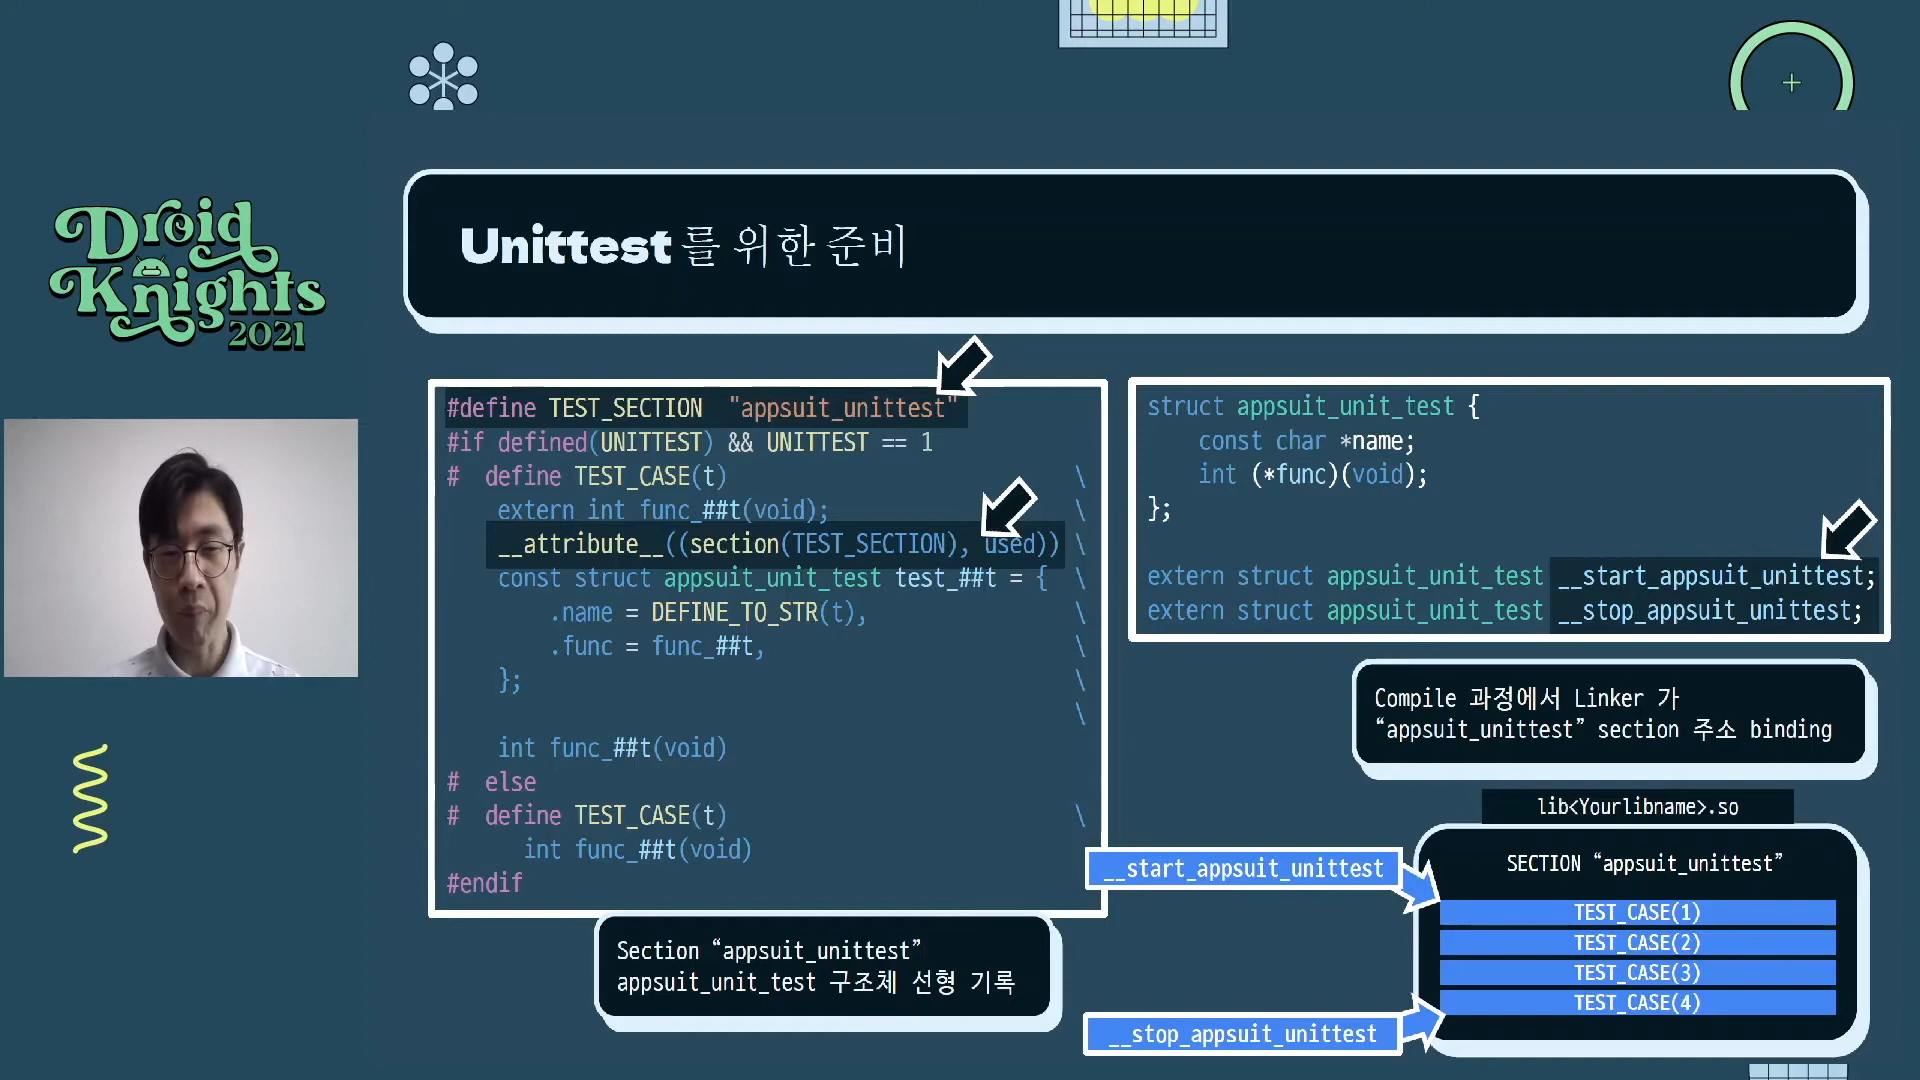 Droid
Knights
2021
Unittest 를 위한 준비
#define TEST_SECTION "appsuit_unittest"
#if defined(UNITTEST) && UNITTEST == 1
# define TEST_CASE(t) \
extern int func_##t(void); \
__attribute__((section(TEST_SECTION), used)) \
const struct appsuit_unit_test test_##t = { \
.name = DEFINE_TO_STR(t), \
.func = func_##t, \
}; \
\
int func_##t(void)
# else
# define TEST_CASE(t) \
int func_##t(void)
#endif
Section “appsuit_unittest”
appsuit_unit_test 구조체 선형 기록
struct appsuit_unit_test {
const char *name;
int (*func)(void);
};
extern struct appsuit_unit_test __start_appsuit_unittest;
extern struct appsuit_unit_test __stop_appsuit_unittest;
Compile 과정에서 Linker 가
“appsuit_unittest” section 주소 binding
lib<Yourlibname>.so
SECTION “appsuit_unittest”
__start_appsuit_unittest
TEST_CASE(1)
TEST_CASE(2)
TEST_CASE(3)
TEST_CASE(4)
__stop_appsuit_unittest